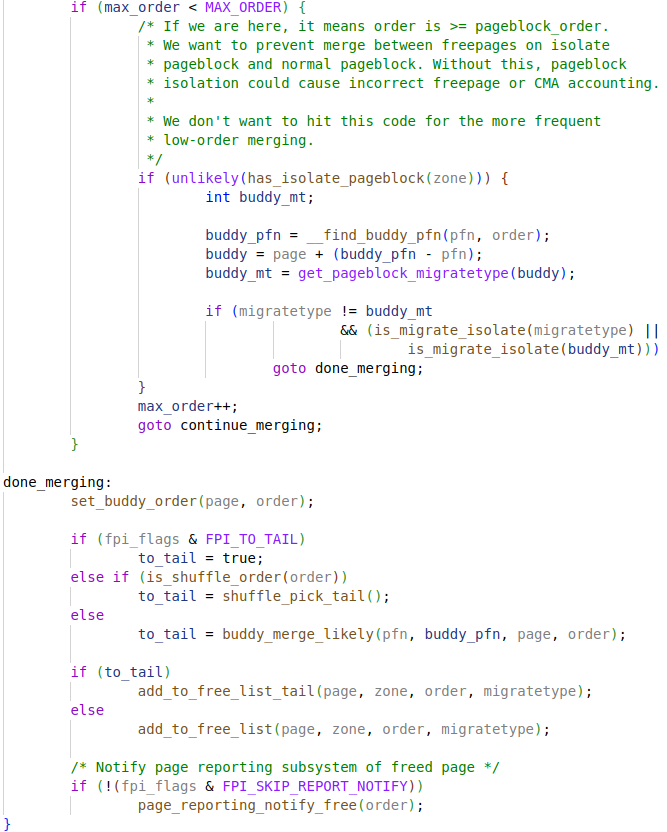 if (max_order < MAX_ORDER) {
/* If we are here, it means order is >= pageblock_order.
* We want to prevent merge between freepages on isolate
* pageblock and normal pageblock. Without this, pageblock
* isolation could cause incorrect freepage or CMA accounting.
*
* We don't want to hit this code for the more frequent
* low-order merging.
*/
if (unlikely(has_isolate_pageblock(zone))) {
int buddy_mt;
buddy_pfn = __find_buddy_pfn(pfn, order);
buddy = page + (buddy_pfn - pfn);
buddy_mt = get_pageblock_migratetype(buddy);
if (migratetype != buddy_mt
&& (is_migrate_isolate(migratetype) ||
is_migrate_isolate(buddy_mt)))
goto done_merging;
}
max_order++;
goto continue_merging;
}
done_merging:
set_buddy_order(page, order);
if (fpi_flags & FPI_TO_TAIL)
to_tail = true;
else if (is_shuffle_order(order))
to_tail = shuffle_pick_tail();
else
to_tail = buddy_merge_likely(pfn, buddy_pfn, page, order);
if (to_tail)
add_to_free_list_tail(page, zone, order, migratetype);
else
add_to_free_list(page, zone, order, migratetype);
/* Notify page reporting subsystem of freed page */
if (!(fpi_flags & FPI_SKIP_REPORT_NOTIFY))
page_reporting_notify_free(order);
}